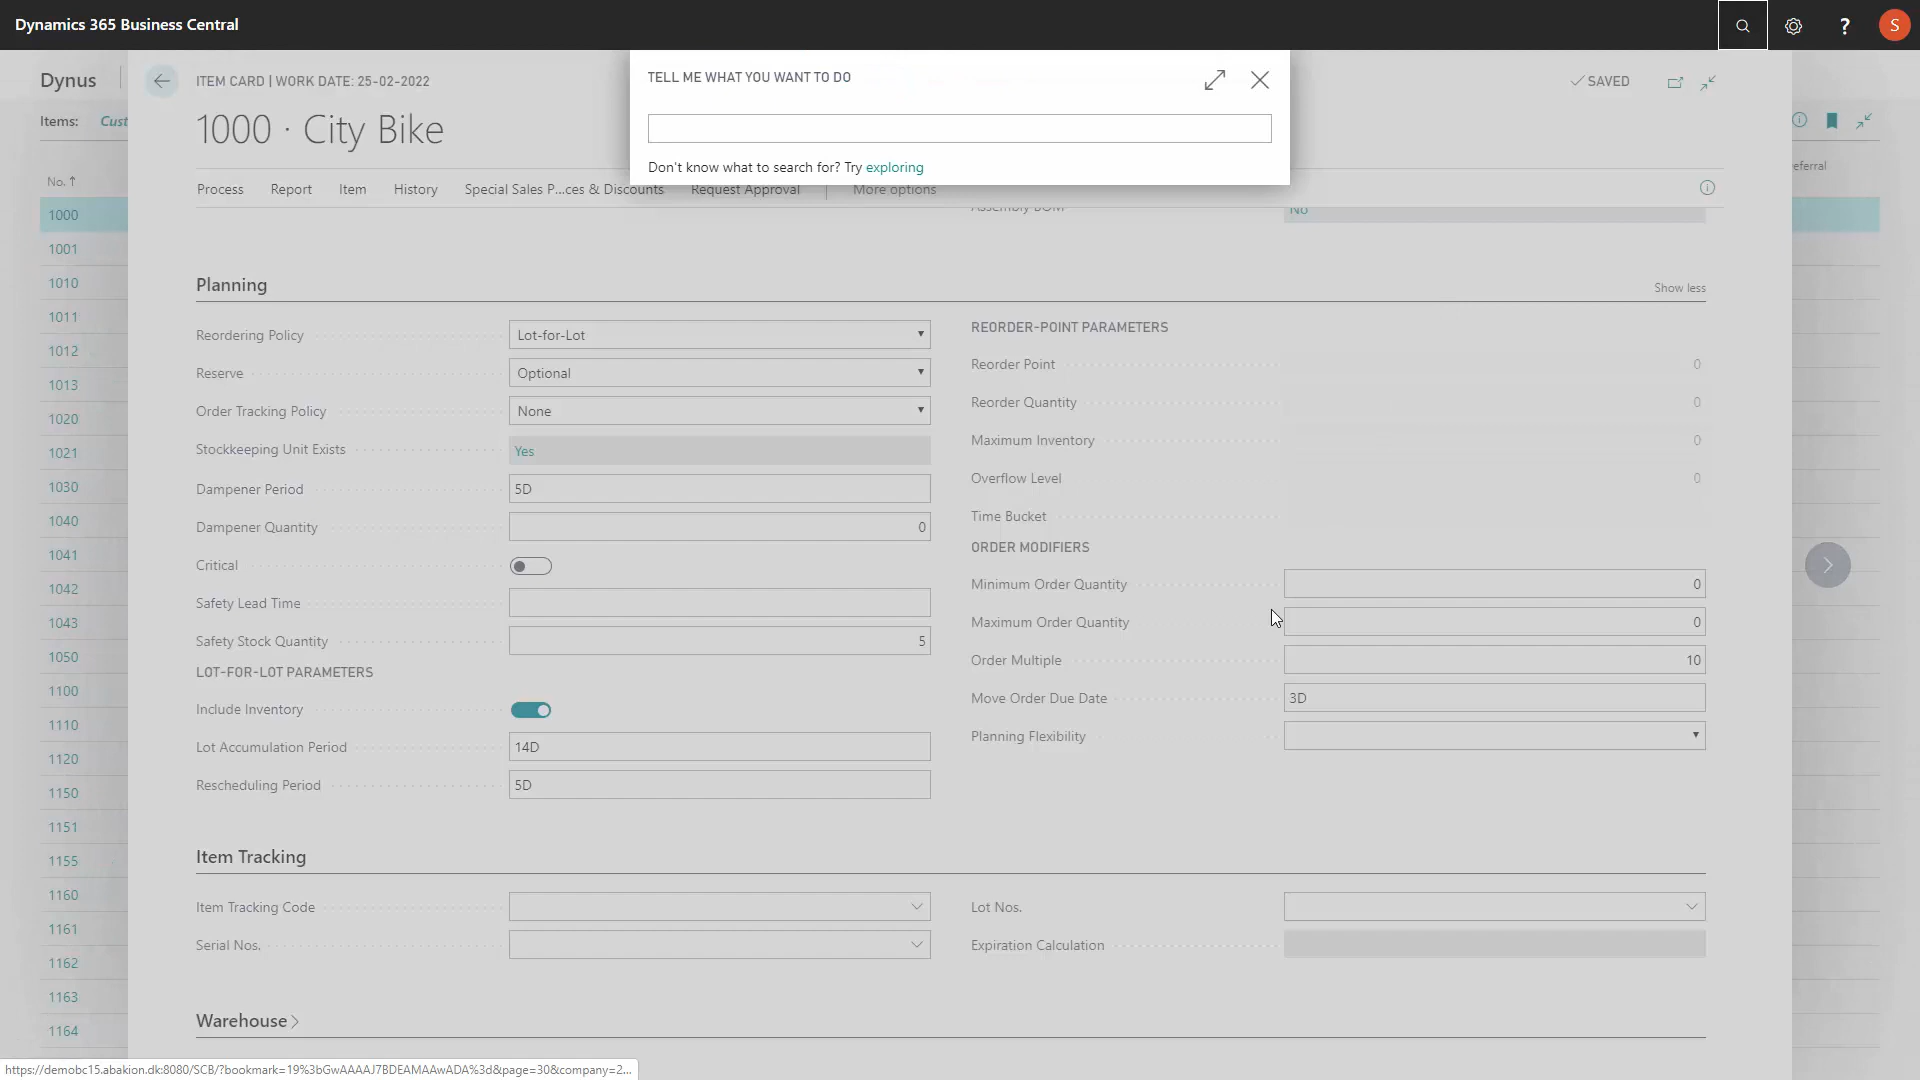 Dynamics 365 Business Central
?
S
Dynus
Items:
Cust
No. ↑
1000
1001
1010
1011
1012
1013
1020
1021
1030
1040
1041
1042
1043
1050
1100
1110
1120
1150
1151
1155
1160
1161
1162
1163
1164
ITEM CARD | WORK DATE: 25-02-2022
SAVED
1000 · City Bike
Process
Report
Item
History
Special Sales P...ces & Discounts
Request Approval
More options
TELL ME WHAT YOU WANT TO DO
Don't know what to search for? Try exploring
Assembly BOM
No
Planning
Show less
Reordering Policy
Lot-for-Lot
Reserve
Optional
Order Tracking Policy
None
Stockkeeping Unit Exists
Yes
Dampener Period
5D
Dampener Quantity
0
Critical
Safety Lead Time
Safety Stock Quantity
5
LOT-FOR-LOT PARAMETERS
Include Inventory
Lot Accumulation Period
14D
Rescheduling Period
5D
REORDER-POINT PARAMETERS
Reorder Point
0
Reorder Quantity
0
Maximum Inventory
0
Overflow Level
0
Time Bucket
ORDER MODIFIERS
Minimum Order Quantity
0
Maximum Order Quantity
0
Order Multiple
10
Move Order Due Date
3D
Planning Flexibility
Item Tracking
Item Tracking Code
Serial Nos.
Lot Nos.
Expiration Calculation
Warehouse
eferral
https://demobc15.abakion.dk:8080/SCB/?bookmark=19%3bGwAAAAJ7BDEAMAAwADA%3d&page=30&company=2...